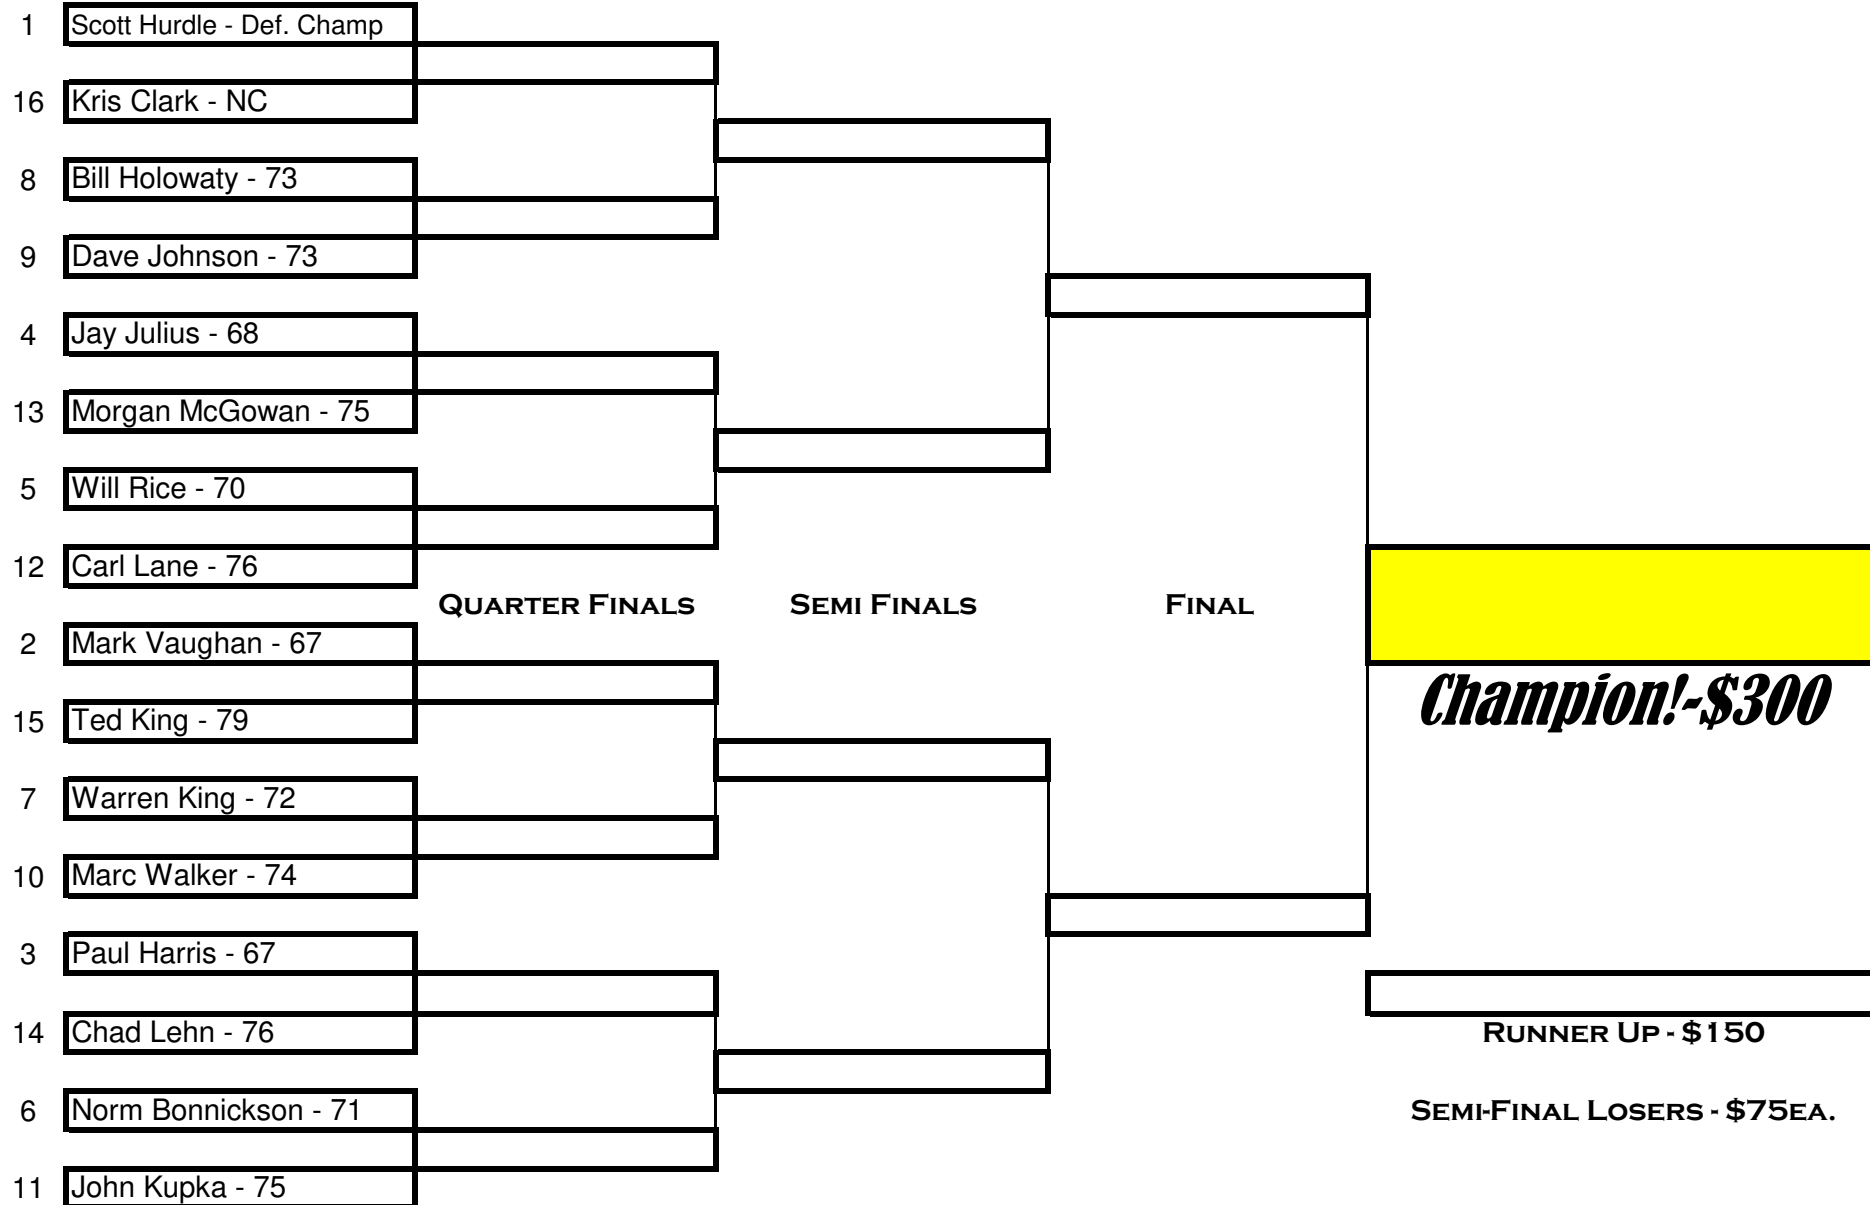 1 Scott Hurdle - Def. Champ
16 Kris Clark - NC
8 Bill Holowaty - 73
9 Dave Johnson - 73
4 Jay Julius - 68
13 Morgan McGowan - 75
5 Will Rice - 70
12 Carl Lane - 76
QUARTER FINALS SEMI FINALS FINAL
2 Mark Vaughan - 67
Champion!-$300
15 Ted King - 79
7 Warren King - 72
10 Marc Walker - 74
3 Paul Harris - 67
14 Chad Lehn - 76
RUNNER UP - $150
6 Norm Bonnickson - 71
SEMI-FINAL LOSERS - $75EA.
11 John Kupka - 75